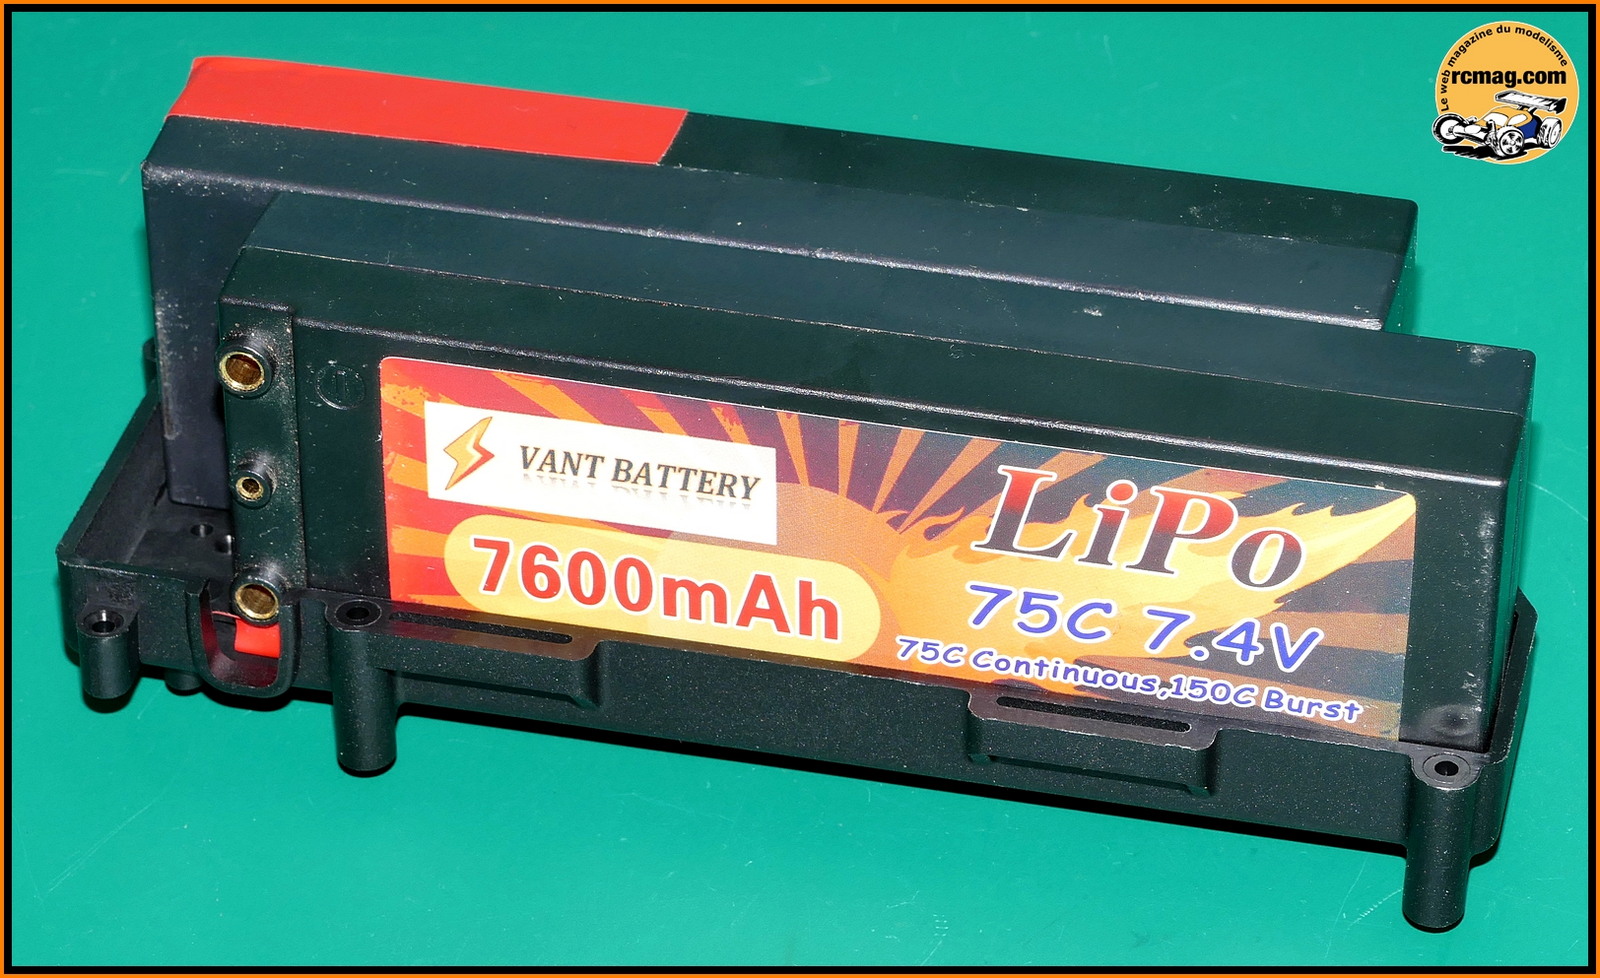 Le web magazine du modelisme
rcmag.com
VANT BATTERY
7600mAh
LiPo
75C 7.4V
75C Continuous,150C Burst